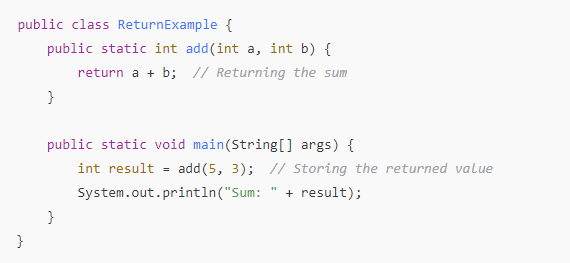 public class ReturnExample {
    public static int add(int a, int b) {
        return a + b;  // Returning the sum
    }

    public static void main(String[] args) {
        int result = add(5, 3);  // Storing the returned value
        System.out.println("Sum: " + result);
    }
}